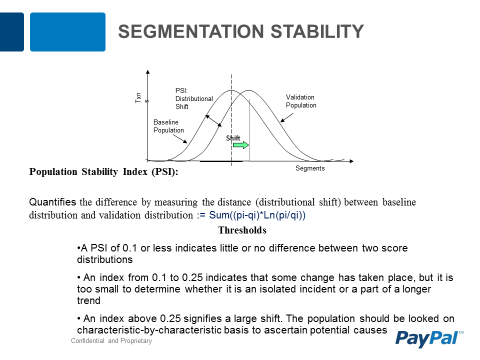 SEGMENTATION STABILITY
Txn
s
PSI:
Distributional
Shift
Validation
Population
Baseline
Population
Shift
Segments
Population Stability Index (PSI):
Quantifies the difference by measuring the distance (distributional shift) between baseline
distribution and validation distribution := Sum((pi-qi)*Ln(pi/qi))
Thresholds
•A PSI of 0.1 or less indicates little or no difference between two score
distributions
• An index from 0.1 to 0.25 indicates that some change has taken place, but it is
too small to determine whether it is an isolated incident or a part of a longer
trend
• An index above 0.25 signifies a large shift. The population should be looked on
characteristic-by-characteristic basis to ascertain potential causes
Confidential and Proprietary
PayPal™